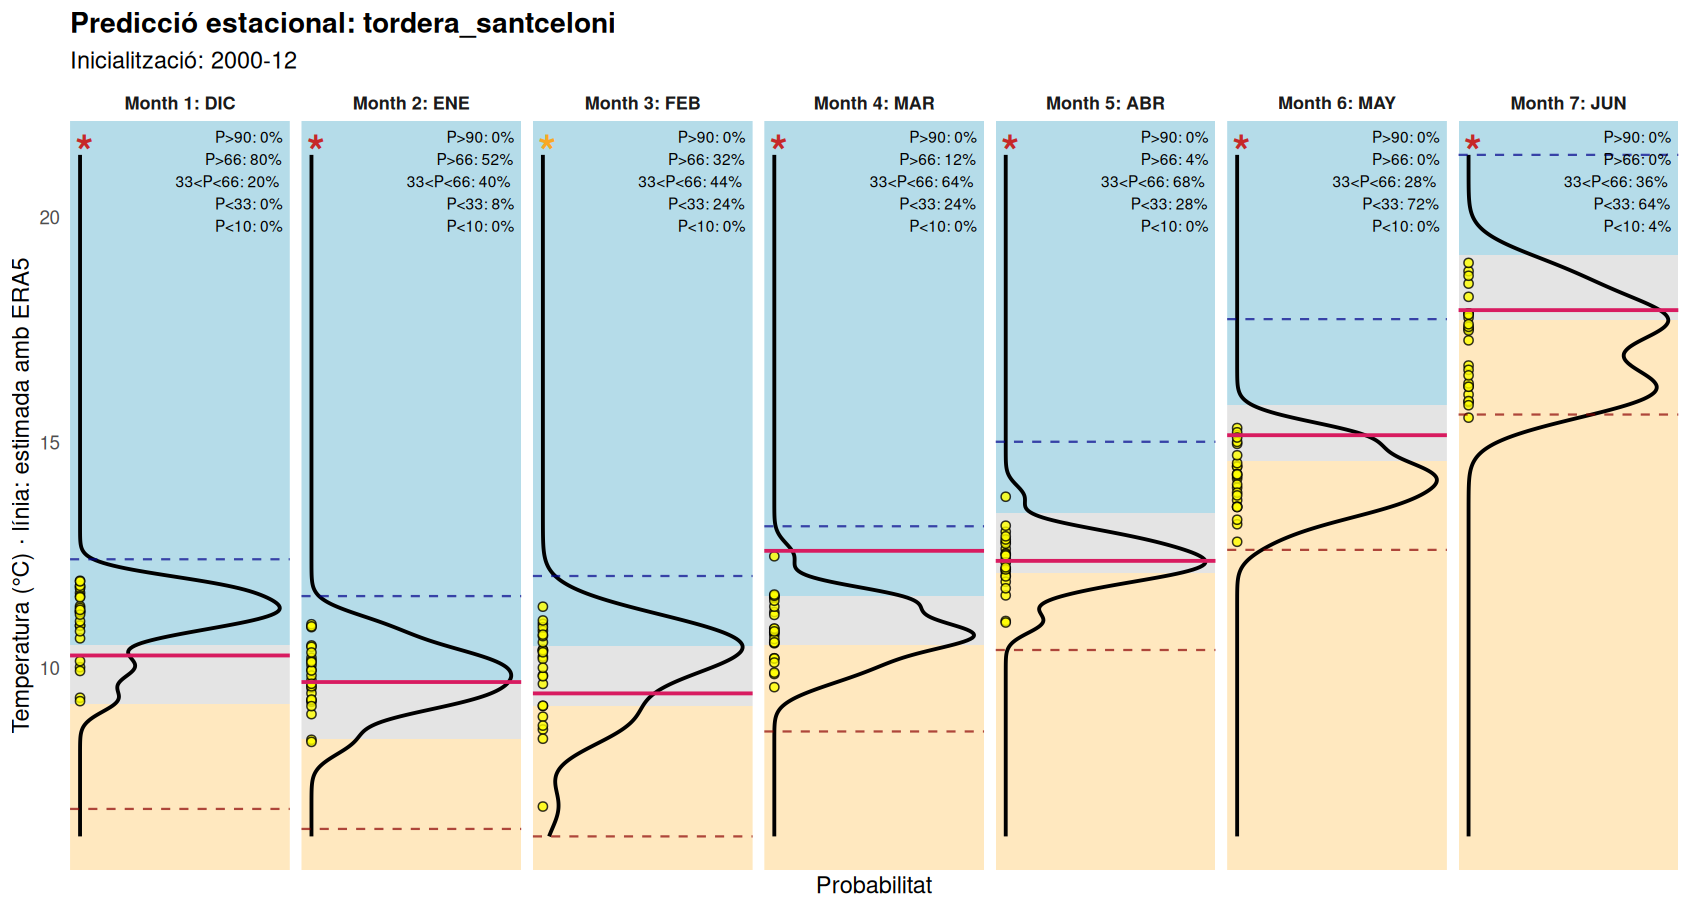 Predicció estacional: tordera_santceloni
Inicialització: 2000-12
Month 1: DIC
Month 2: ENE
Month 3: FEB
Month 4: MAR
Month 5: ABR
Month 6: MAY
Month 7: JUN
*
P>90: 0%
P>66: 80%
33<P<66: 20%
P<33: 0%
P<10: 0%
*
P>90: 0%
P>66: 52%
33<P<66: 40%
P<33: 8%
P<10: 0%
*
P>90: 0%
P>66: 32%
33<P<66: 44%
P<33: 24%
P<10: 0%
*
P>90: 0%
P>66: 12%
33<P<66: 64%
P<33: 24%
P<10: 0%
*
P>90: 0%
P>66: 4%
33<P<66: 68%
P<33: 28%
P<10: 0%
*
P>90: 0%
P>66: 0%
33<P<66: 28%
P<33: 72%
P<10: 0%
*
P>90: 0%
P>66: 0%
33<P<66: 36%
P<33: 64%
P<10: 4%
20
15
10
Temperatura (°C) · línia: estimada amb ERA5
Probabilitat